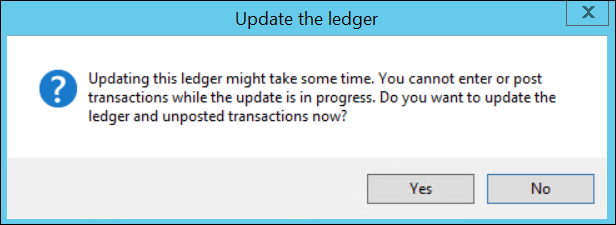 Update the ledger
X
?
Updating this ledger might take some time. You cannot enter or post
transactions while the update is in progress. Do you want to update the
ledger and unposted transactions now?
Yes
No